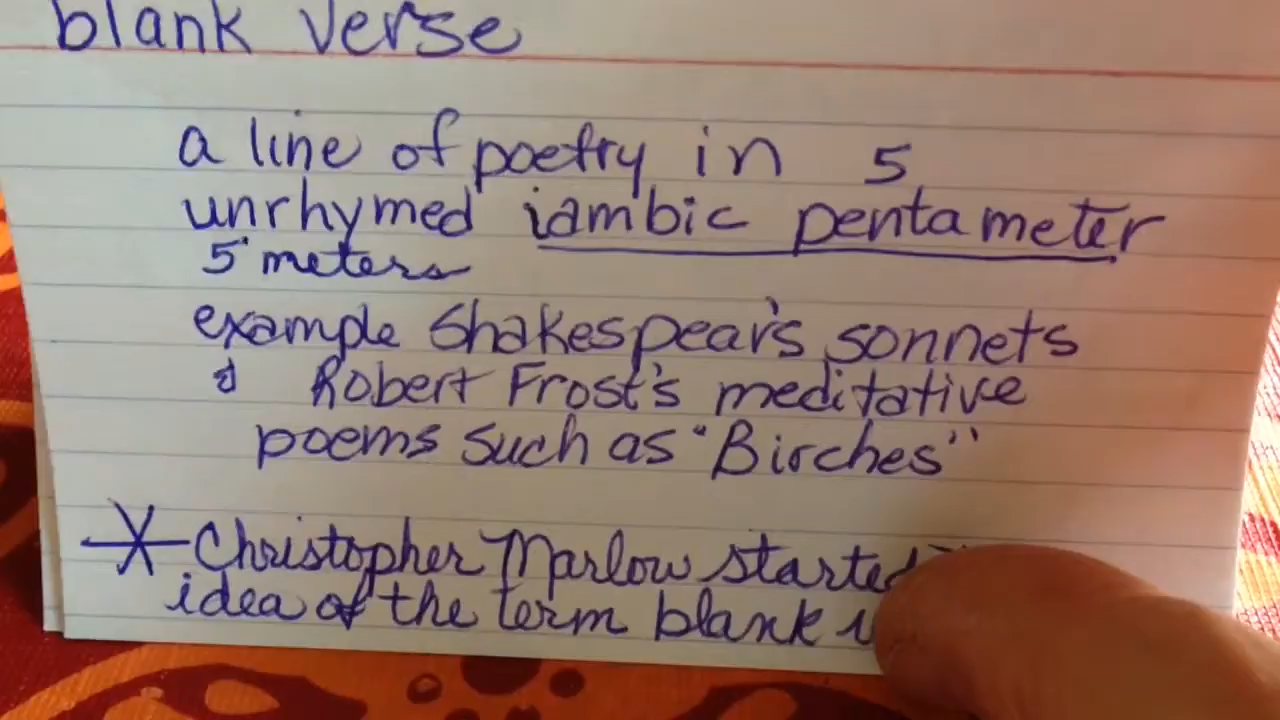 blank verse
a line of poetry in 5
unrhymed iambic pentameter
5 meters
example Shakespear's sonnets
& Robert Frost's meditative
poems such as "Birches"
Christopher Marlow started
idea of the term blank